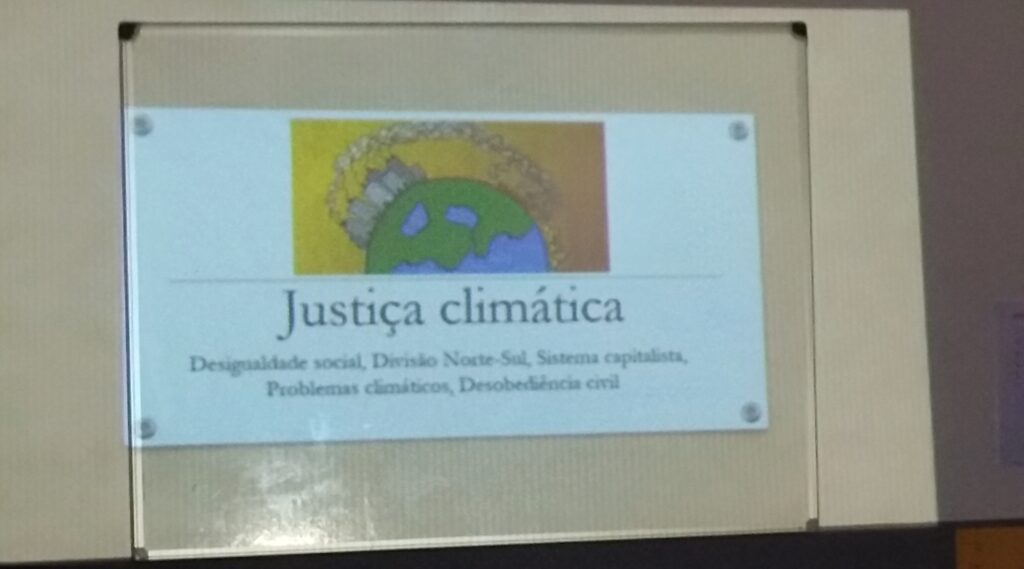 Justiça climática
Desigualdade social, Divisão Norte-Sul, Sistema capitalista,
Problemas climáticos, Desobediência civil